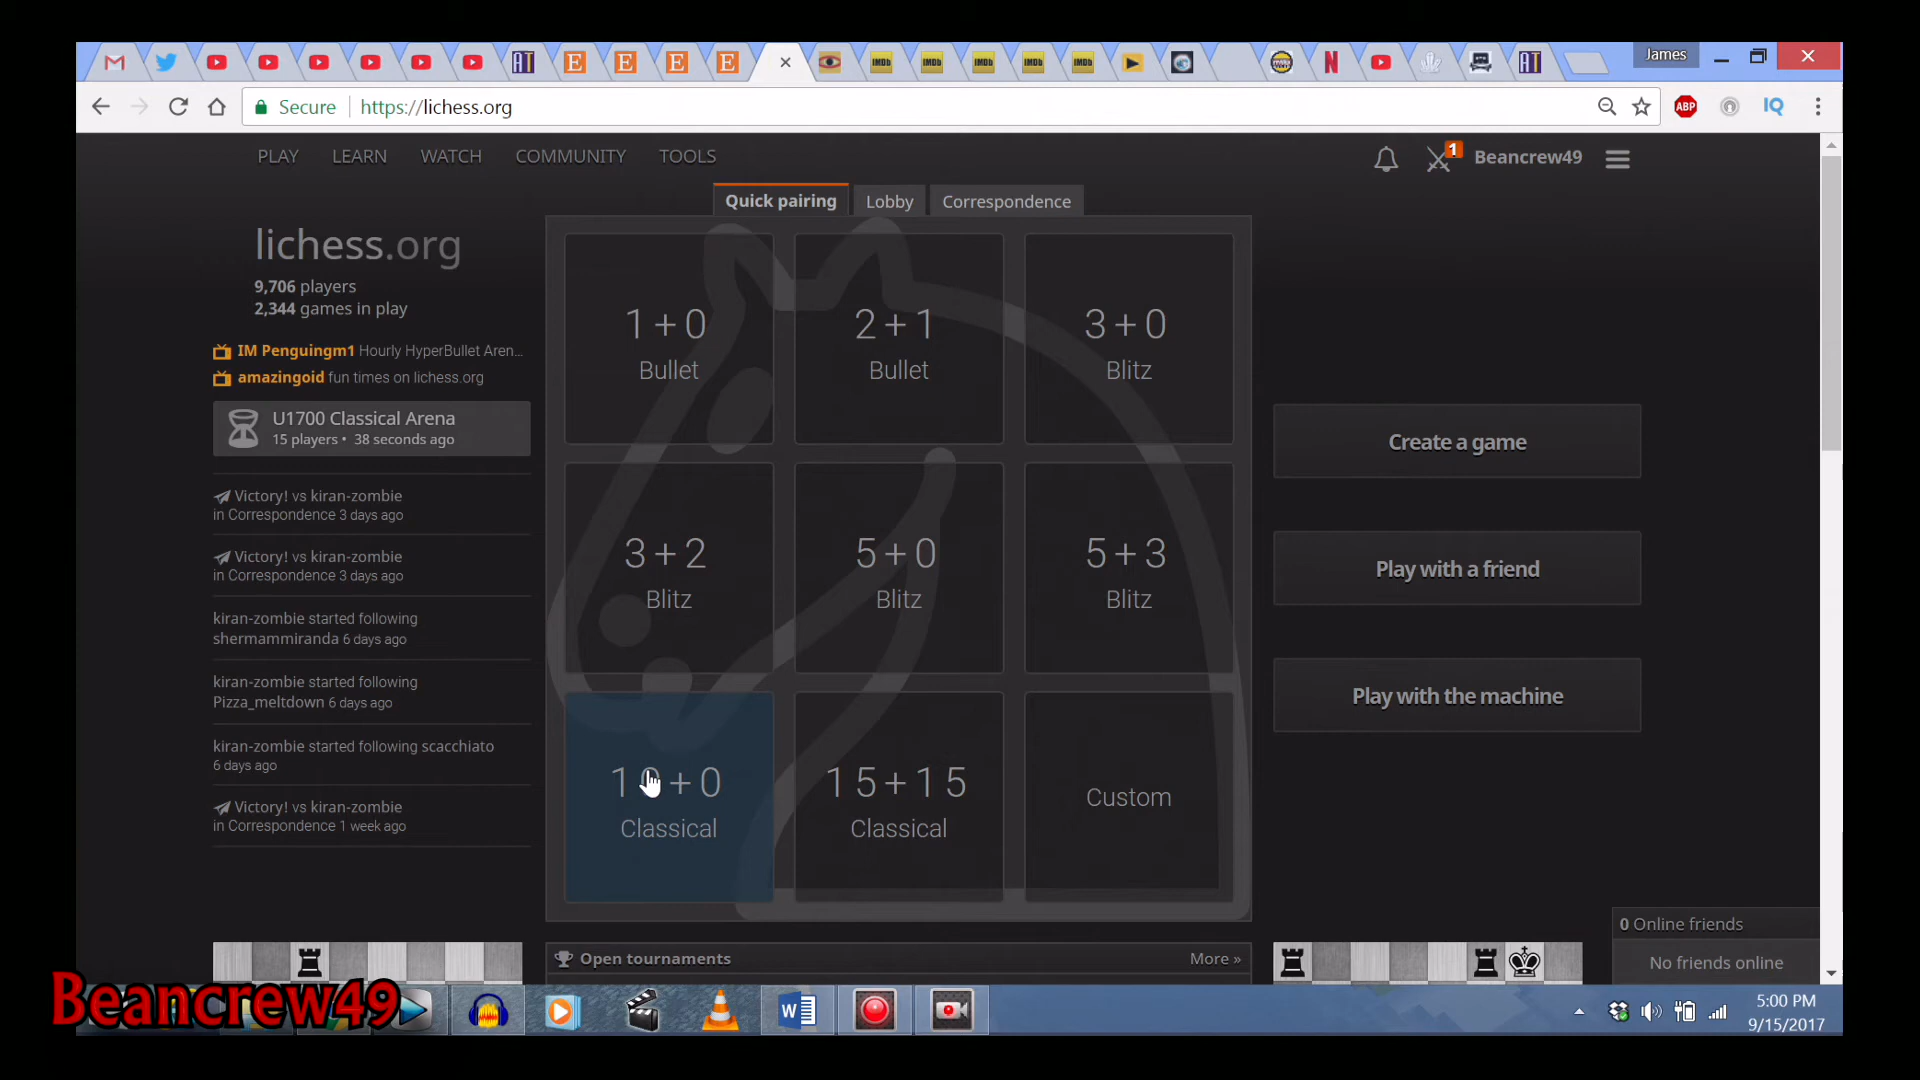 James
Secure
https://lichess.org
ABP
IQ
PLAY
LEARN
WATCH
COMMUNITY
TOOLS
1
Beancrew49
Quick pairing
Lobby
Correspondence
lichess.org
9,706 players
2,344 games in play
IM Penguingm1 Hourly HyperBullet Aren...
amazingoid fun times on lichess.org
U1700 Classical Arena
15 players • 38 seconds ago
Victory! vs kiran-zombie
in Correspondence 3 days ago
Victory! vs kiran-zombie
in Correspondence 3 days ago
kiran-zombie started following
shermammiranda 6 days ago
kiran-zombie started following
Pizza_meltdown 6 days ago
kiran-zombie started following scacchiato
6 days ago
Victory! vs kiran-zombie
in Correspondence 1 week ago
1+0
Bullet
2+1
Bullet
3+0
Blitz
3+2
Blitz
5+0
Blitz
5+3
Blitz
10+0
Classical
15+15
Classical
Custom
Create a game
Play with a friend
Play with the machine
0 Online friends
No friends online
Open tournaments
More »
Beancrew49
5:00 PM
9/15/2017